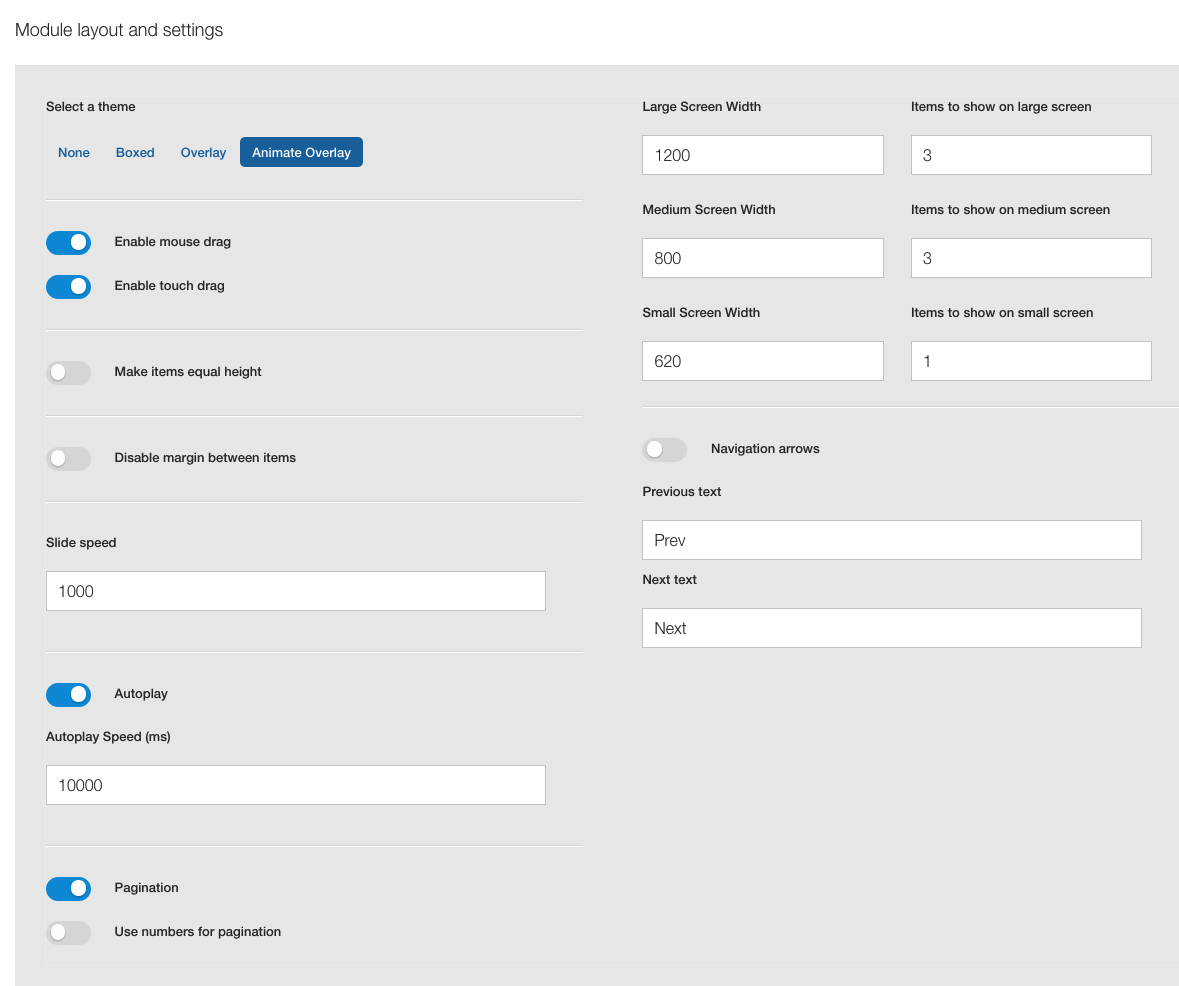 Module layout and settings
Select a theme
None Boxed Overlay Animate Overlay
Enable mouse drag
Enable touch drag
Make items equal height
Disable margin between items
Slide speed
1000
Autoplay
Autoplay Speed (ms)
10000
Pagination
Use numbers for pagination
Large Screen Width Items to show on large screen
1200 3
Medium Screen Width Items to show on medium screen
800 3
Small Screen Width Items to show on small screen
620 1
Navigation arrows
Previous text
Prev
Next text
Next